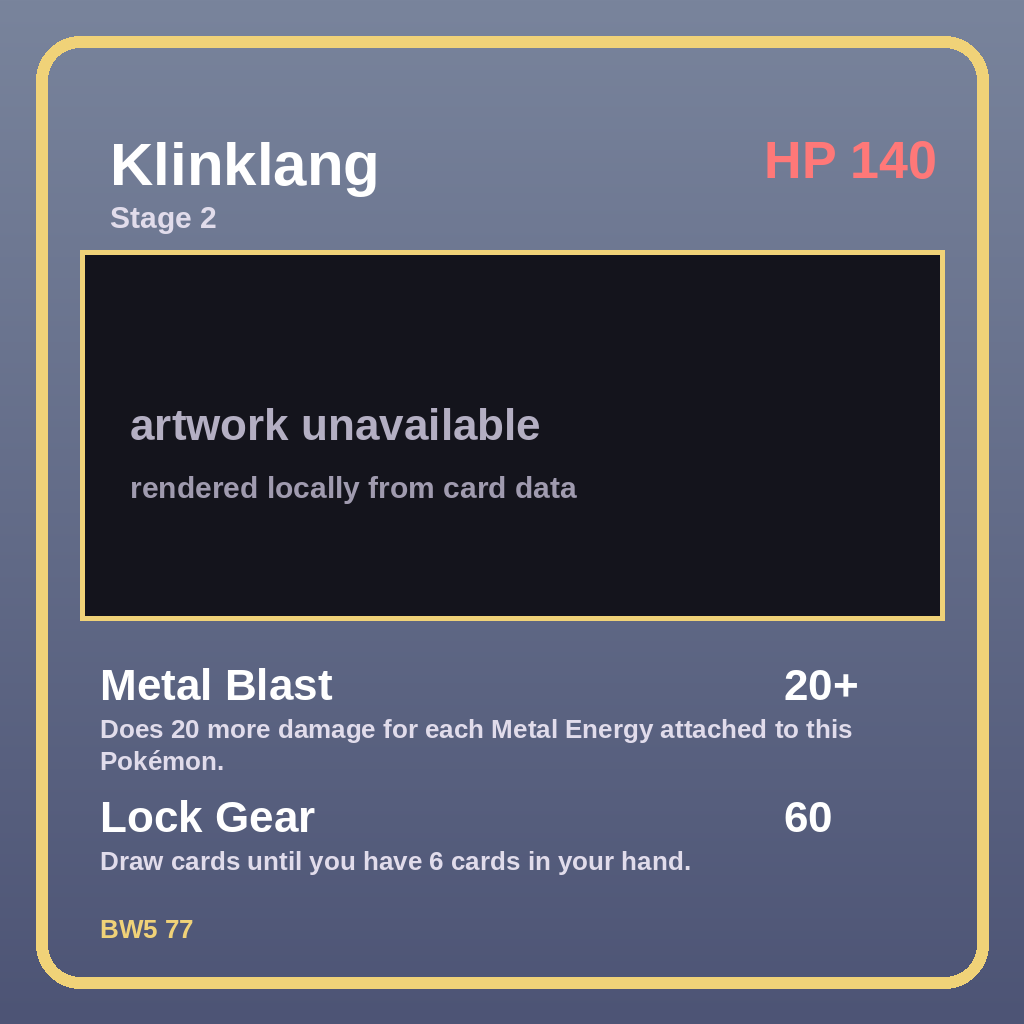 Klinklang
HP 140
Stage 2
artwork unavailable
rendered locally from card data
Metal Blast
20+
Does 20 more damage for each Metal Energy attached to this
Pokémon.
Lock Gear
60
Draw cards until you have 6 cards in your hand.
BW5 77